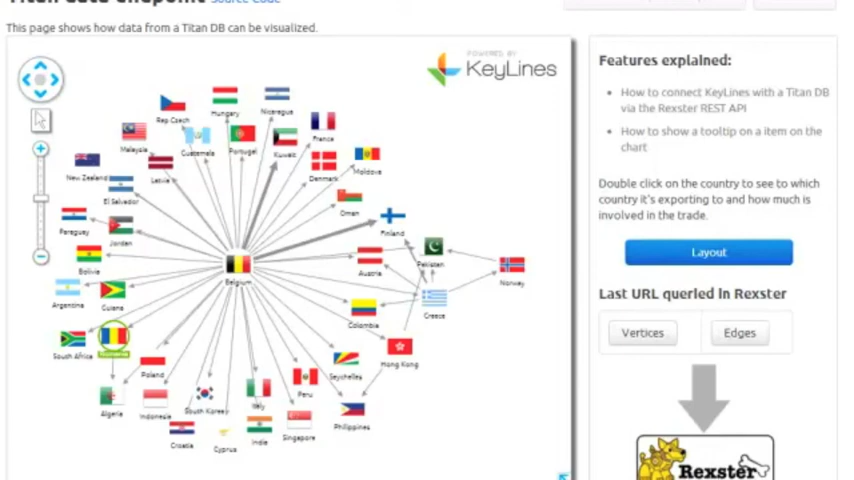 Titan data endpoint Source Code
This page shows how data from a Titan DB can be visualized.
POWERED BY
KeyLines
Rep Czech
Hungary
Nicaragua
Malaysia
Guatemala
Portugal
Kuwait
France
New Zealand
Latvia
Denmark
Moldova
El Salvador
Oman
Paraguay
Jordan
Finland
Bolivia
Belgium
Austria
Pakistan
Norway
Argentina
Guiana
Colombia
Greece
South Africa
Poland
Seychelles
Hong Kong
Algeria
Indonesia
South Korea
Italy
Peru
Philippines
Croatia
Cyprus
India
Singapore
Features explained:
How to connect KeyLines with a Titan DB
via the Rexster REST API
How to show a tooltip on a item on the
chart
Double click on the country to see to which
country it's exporting to and how much is
involved in the trade.
Layout
Last URL queried in Rexster
Vertices
Edges
Rexster